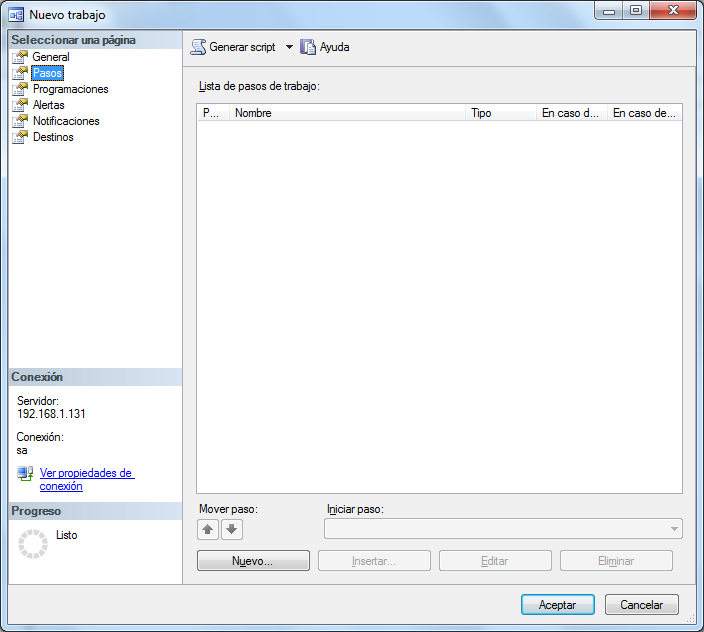 Nuevo trabajo
Seleccionar una página
General
Pasos
Programaciones
Alertas
Notificaciones
Destinos
Conexión
Servidor:
192.168.1.131
Conexión:
sa
Ver propiedades de
conexión
Progreso
Listo
Generar script
Ayuda
Lista de pasos de trabajo:
P... Nombre Tipo En caso d... En caso de...
Mover paso: Iniciar paso:
Nuevo... Insertar... Editar Eliminar
Aceptar Cancelar